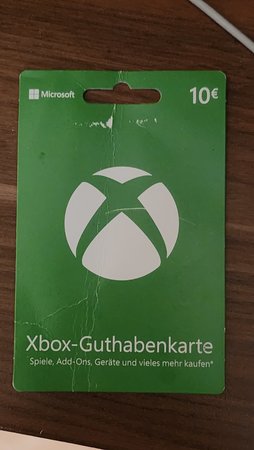 Microsoft
10€
Xbox-Guthabenkarte
Spiele, Add-Ons, Geräte und vieles mehr kaufen*